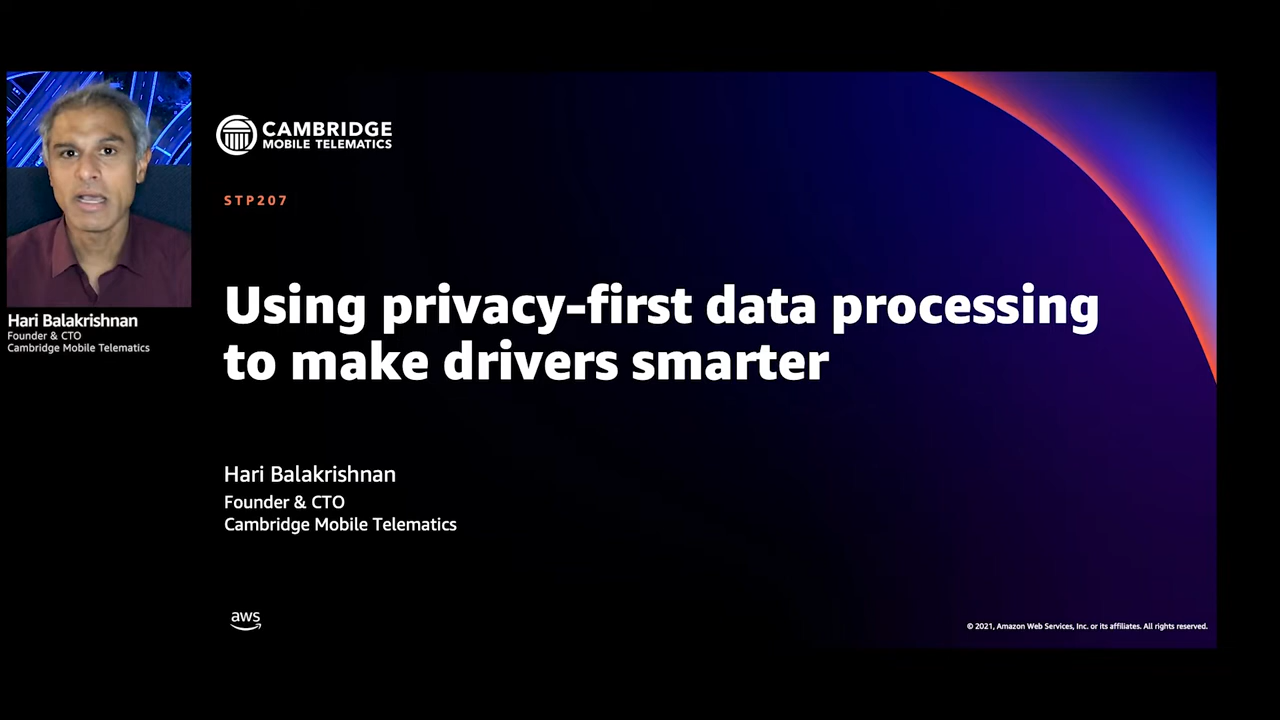 Hari Balakrishnan
Founder & CTO
Cambridge Mobile Telematics
CAMBRIDGE
MOBILE TELEMATICS
STP207
Using privacy-first data processing
to make drivers smarter
Hari Balakrishnan
Founder & CTO
Cambridge Mobile Telematics
aws
© 2021, Amazon Web Services, Inc. or its affiliates. All rights reserved.